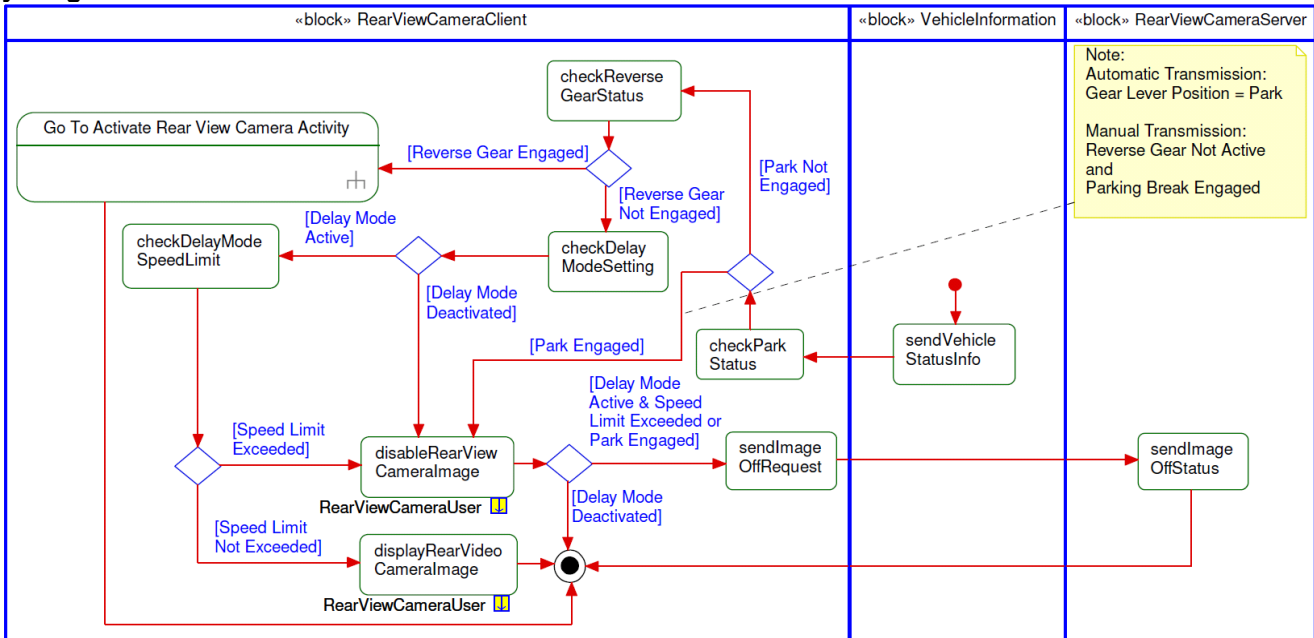 «block» RearViewCameraClient
«block» VehicleInformation
«block» RearViewCameraServer
Note:
Automatic Transmission:
Gear Lever Position = Park
Manual Transmission:
Reverse Gear Not Active
and
Parking Break Engaged
checkReverse
GearStatus
Go To Activate Rear View Camera Activity
[Reverse Gear Engaged]
[Park Not
Engaged]
[Reverse Gear
Not Engaged]
[Delay Mode
Active]
checkDelayMode
SpeedLimit
checkDelay
ModeSetting
[Delay Mode
Deactivated]
[Park Engaged]
checkPark
Status
sendVehicle
StatusInfo
[Delay Mode
Active & Speed
Limit Exceeded or
Park Engaged]
[Speed Limit
Exceeded]
disableRearView
CameraImage
RearViewCameraUser
sendImage
OffRequest
sendImage
OffStatus
[Delay Mode
Deactivated]
[Speed Limit
Not Exceeded]
displayRearVideo
CameraImage
RearViewCameraUser